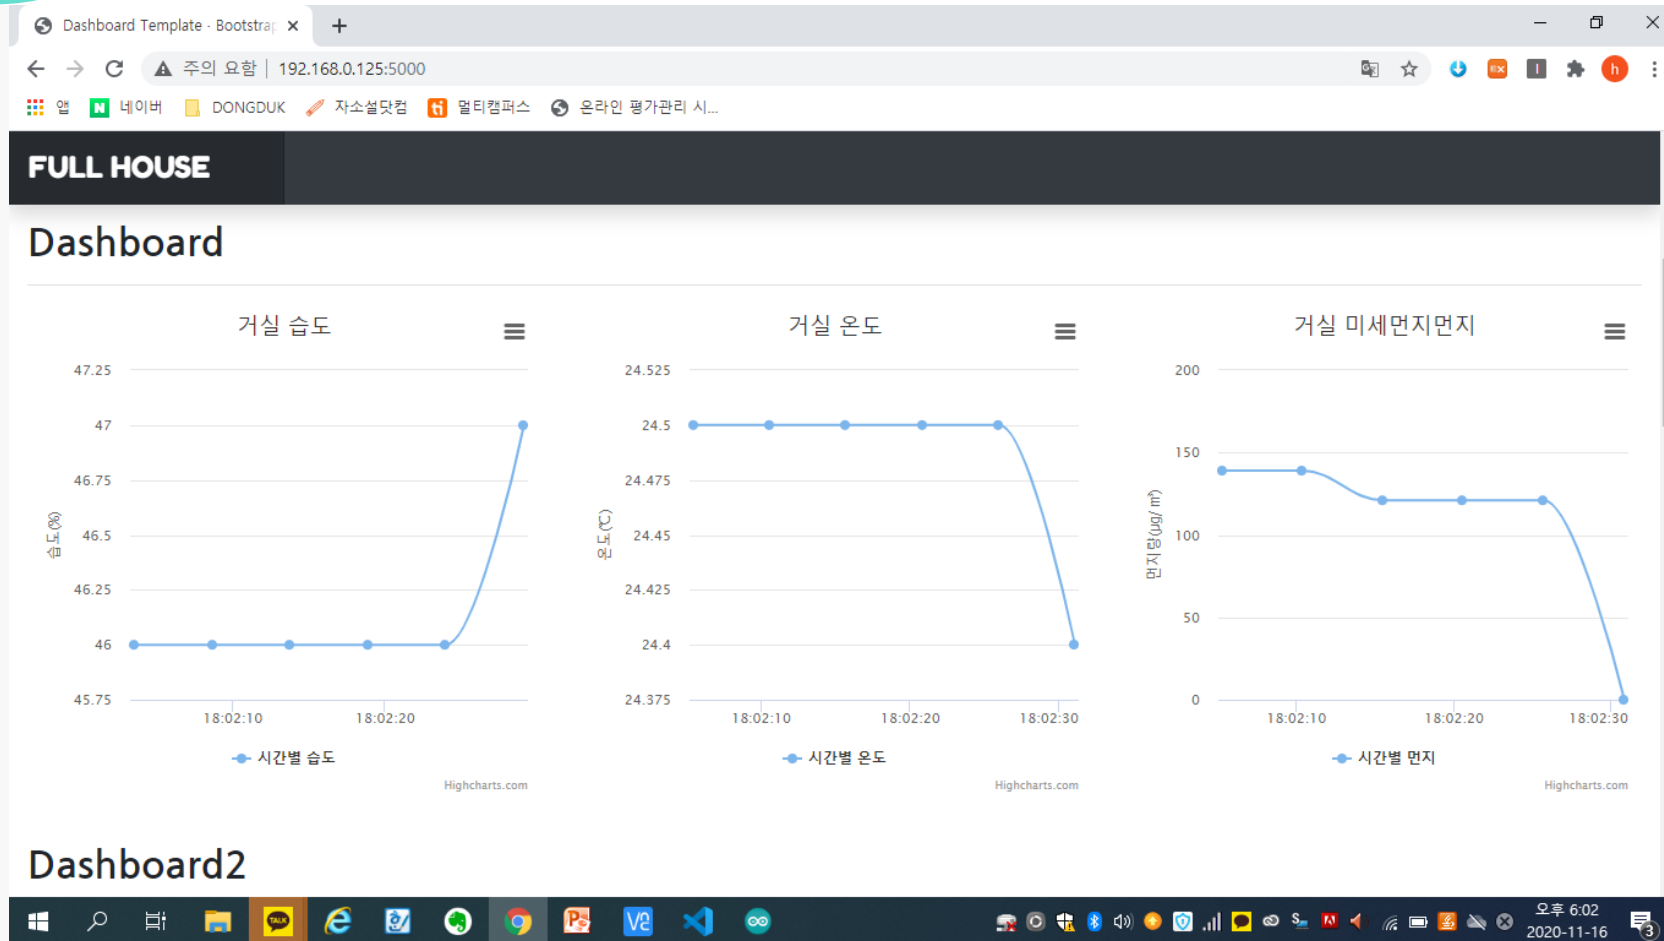 Dashboard Template · Bootstrap
주의 요함 | 192.168.0.125:5000
앱 네이버 DONGDUK 자소설닷컴 멀티캠퍼스 온라인 평가관리 시...
FULL HOUSE
Dashboard
거실 습도
47.25
47
46.75
46.5
46.25
46
45.75
습도(%)
18:02:10 18:02:20
시간별 습도
Highcharts.com
거실 온도
24.525
24.5
24.475
24.45
24.425
24.4
24.375
온도(℃)
18:02:10 18:02:20 18:02:30
시간별 온도
Highcharts.com
거실 미세먼지먼지
200
150
100
50
0
먼지량(μg/ m³)
18:02:10 18:02:20 18:02:30
시간별 먼지
Highcharts.com
Dashboard2
TALK
오후 6:02
2020-11-16
3